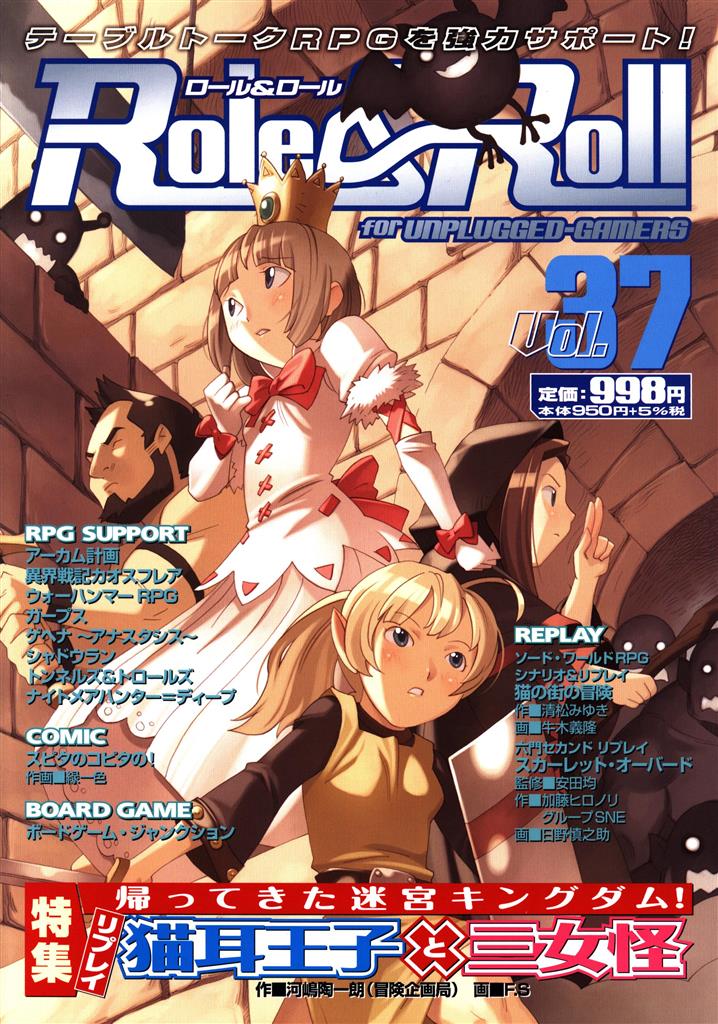 テーブルトークRPGを強力サポート！
ロール&ロール
Role&Roll
for UNPLUGGED-GAMERS
Vol.37
定価：998円
本体950円+5%税
RPG SUPPORT
アーカム計画
異界戦記カオスフレア
ウォーハンマーRPG
ガープス
ゲヘナ ～アナスタシス～
シャドウラン
トンネルズ&トロールズ
ナイトメアハンター=ディープ
COMIC
スピタのコピタの！
作画■緑一色
BOARD GAME
ボードゲーム・ジャンクション
REPLAY
ソード・ワールドRPG
シナリオ&リプレイ
猫の街の冒険
作■清松みゆき
画■牛木義隆
六門セカンド リプレイ
スカーレット・オーバード
監修■安田均
作■加藤ヒロノリ
グループSNE
画■日野慎之助
特集
帰ってきた迷宮キングダム！
リプレイ
猫耳王子と三女怪
作■河嶋陶一朗（冒険企画局） 画■F.S